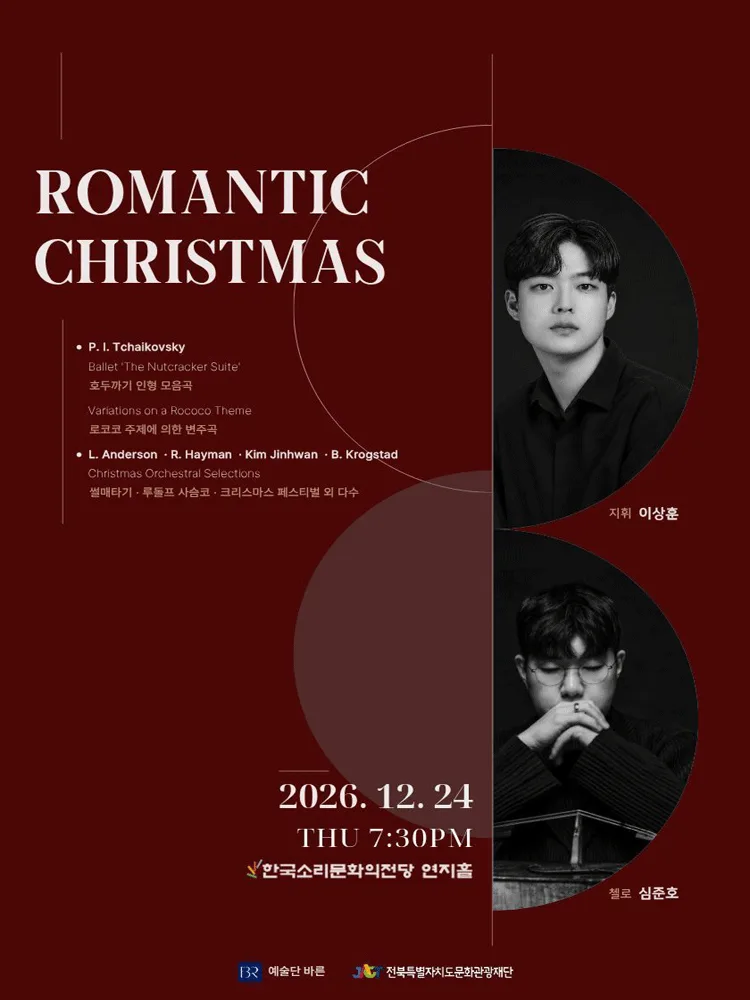 ROMANTIC
CHRISTMAS
• P. I. Tchaikovsky
Ballet 'The Nutcracker Suite'
호두까기 인형 모음곡
Variations on a Rococo Theme
로코코 주제에 의한 변주곡
• L. Anderson · R. Hayman · Kim Jinhwan · B. Krogstad
Christmas Orchestral Selections
썰매타기 · 루돌프 사슴코 · 크리스마스 페스티벌 외 다수
지휘 이상훈
첼로 심준호
2026. 12. 24
THU 7:30PM
한국소리문화의전당 연지홀
BR 예술단 바른
JbCT 전북특별자치도문화관광재단